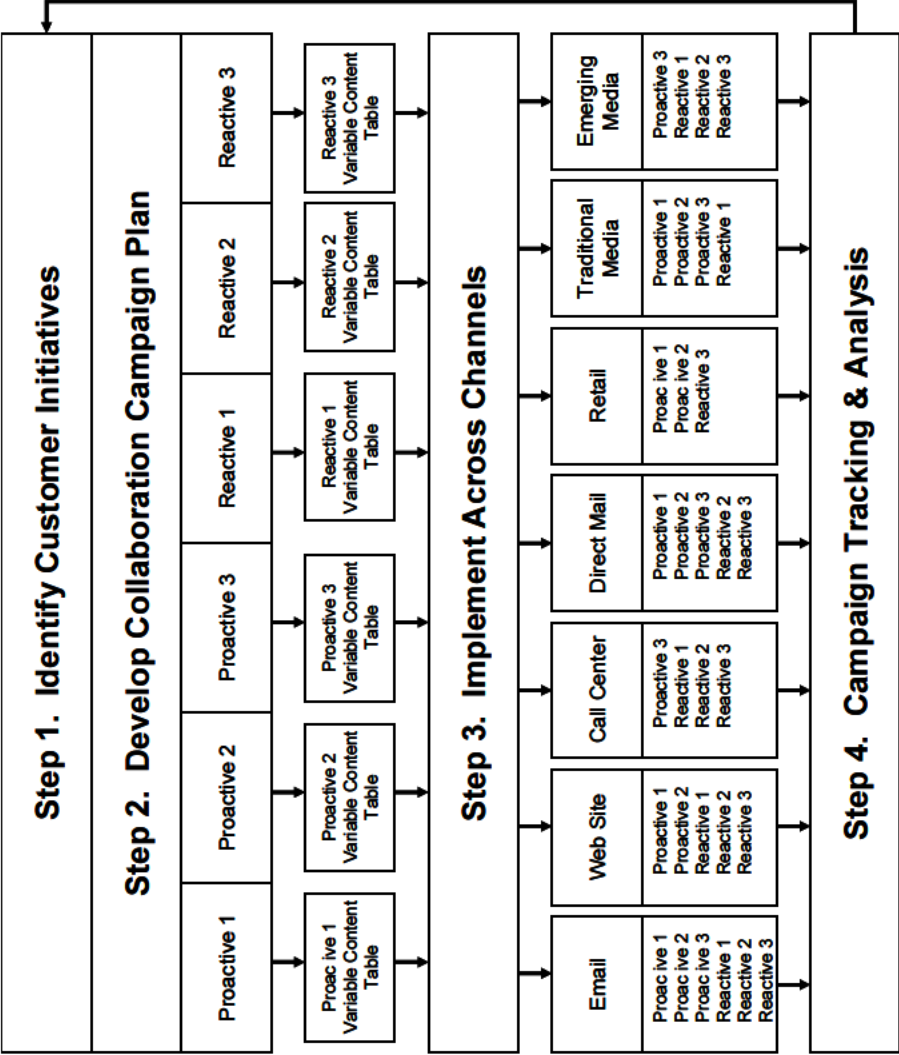 Step 1. Identify Customer Initiatives
Step 2. Develop Collaboration Campaign Plan
Proactive 1
Proactive 2
Proactive 3
Reactive 1
Reactive 2
Reactive 3
Proac ive 1
Variable Content
Table
Proactive 2
Variable Content
Table
Proactive 3
Variable Content
Table
Reactive 1
Variable Content
Table
Reactive 2
Variable Content
Table
Reactive 3
Variable Content
Table
Step 3. Implement Across Channels
Email
Proac ive 1
Proac ive 2
Proac ive 3
Reactive 1
Reactive 2
Reactive 3
Web Site
Proactive 1
Proactive 2
Reactive 1
Reactive 2
Reactive 3
Call Center
Proactive 3
Reactive 1
Reactive 2
Reactive 3
Direct Mail
Proactive 1
Proactive 2
Proactive 3
Reactive 2
Reactive 3
Retail
Proac ive 1
Proac ive 2
Reactive 3
Traditional
Media
Proactive 1
Proactive 2
Proactive 3
Reactive 1
Emerging
Media
Proactive 3
Reactive 1
Reactive 2
Reactive 3
Step 4. Campaign Tracking & Analysis